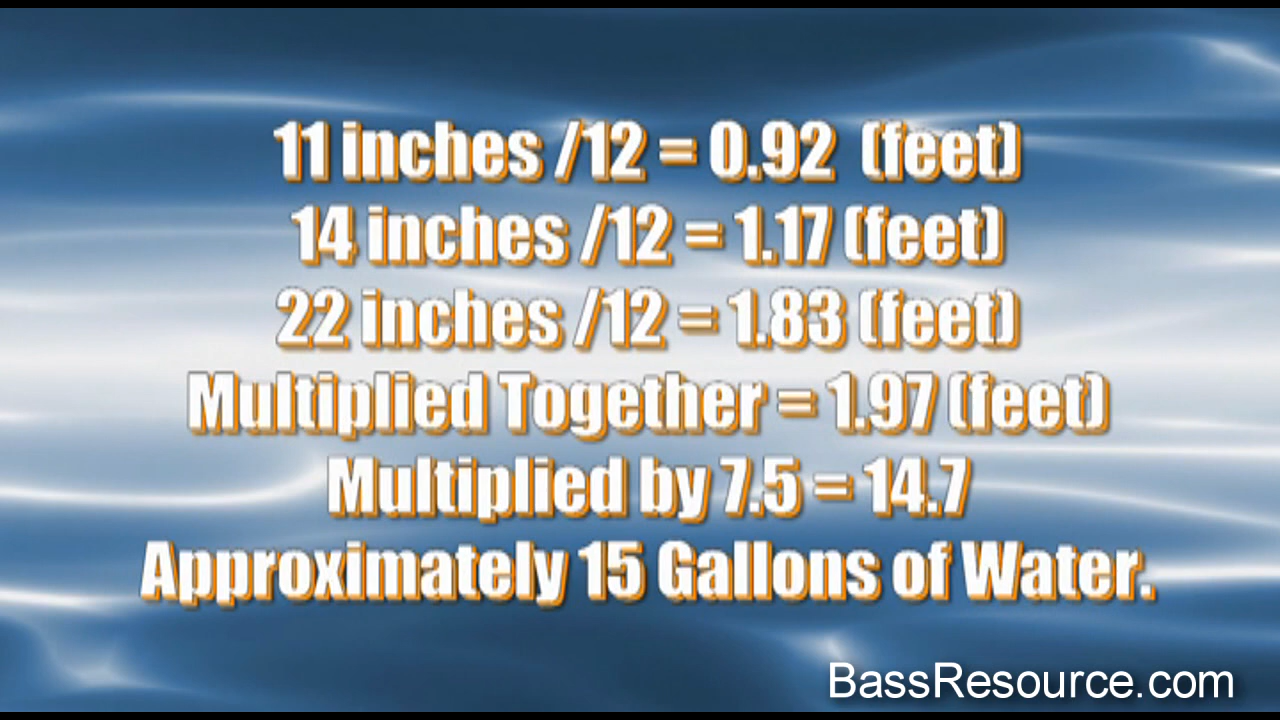 11 inches /12 = 0.92 (feet)
14 inches /12 = 1.17 (feet)
22 inches /12 = 1.83 (feet)
Multiplied Together = 1.97 (feet)
Multiplied by 7.5 = 14.7
Approximately 15 Gallons of Water.
BassResource.com